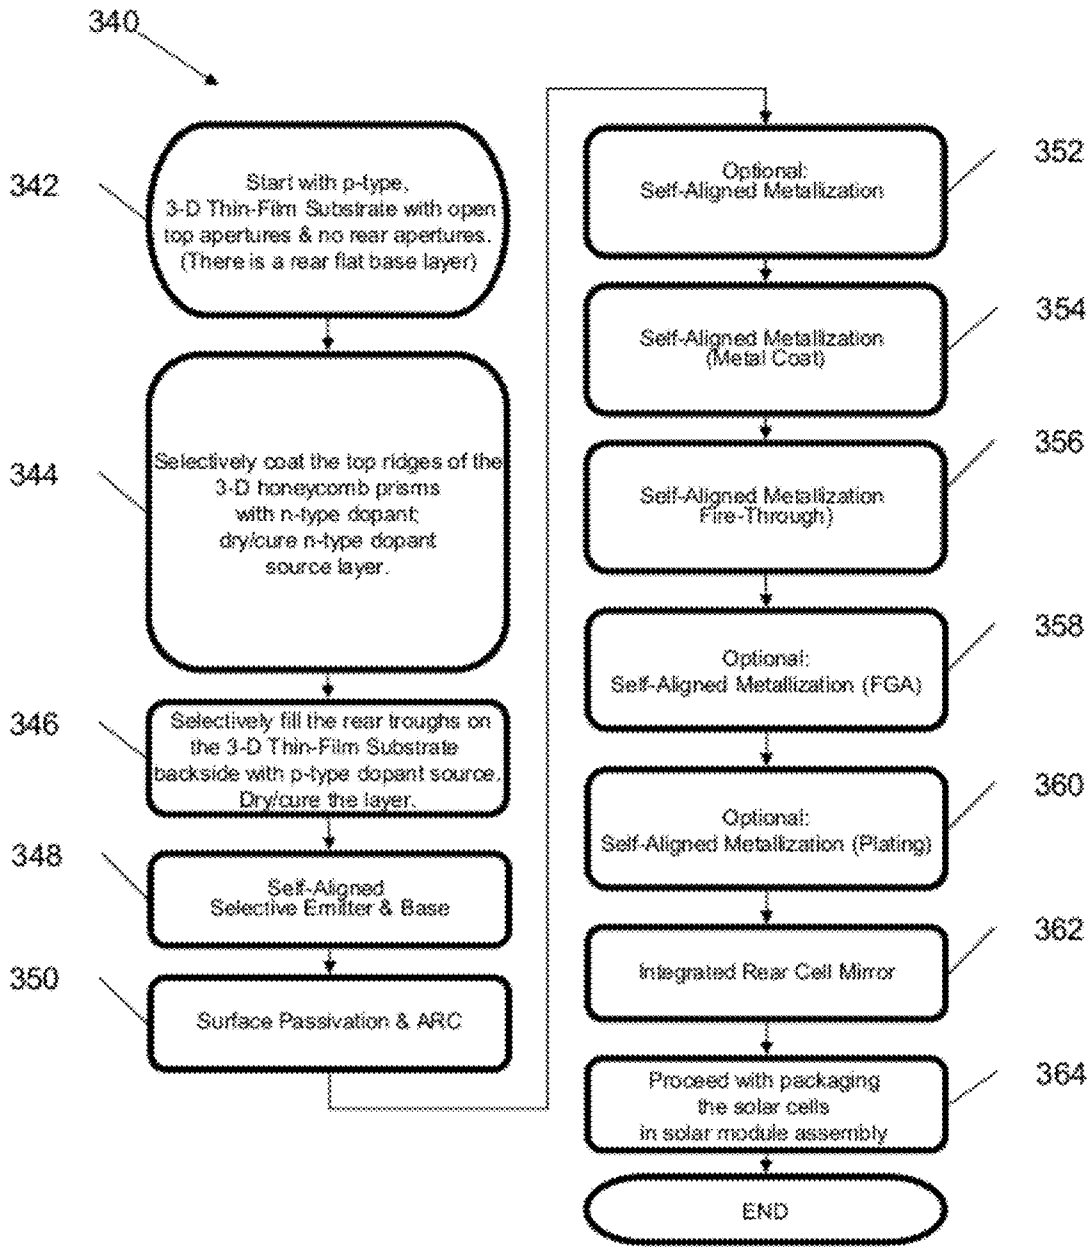 340
342
Start with p-type,
3-D Thin-Film Substrate with open
top apertures & no rear apertures.
(There is a rear flat base layer)
344
Selectively coat the top ridges of the
3-D honeycomb prisms
with n-type dopant;
dry/cure n-type dopant
source layer.
346
Selectively fill the rear troughs on
the 3-D Thin-Film Substrate
backside with p-type dopant source.
Dry/cure the layer.
348
Self-Aligned
Selective Emitter & Base
350
Surface Passivation & ARC
352
Optional:
Self-Aligned Metallization
354
Self-Aligned Metallization
(Metal Coat)
356
Self-Aligned Metallization
Fire-Through)
358
Optional:
Self-Aligned Metallization (FGA)
360
Optional:
Self-Aligned Metallization (Plating)
362
Integrated Rear Cell Mirror
364
Proceed with packaging
the solar cells
in solar module assembly
END